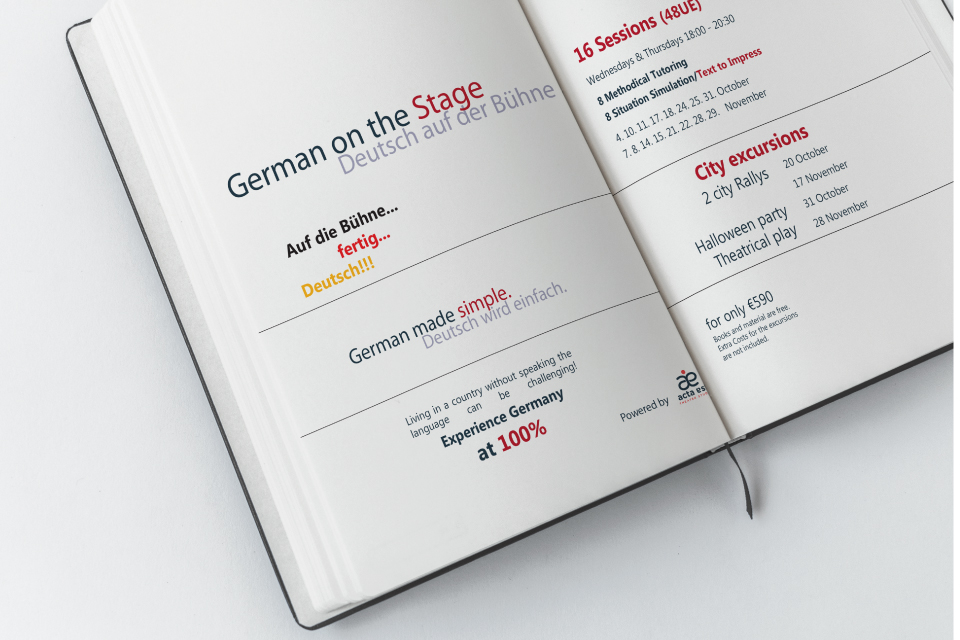 German on the Stage
Deutsch auf der Bühne
Auf die Bühne...
fertig...
Deutsch!!!
German made simple.
Deutsch wird einfach.
Living in a country without speaking the
language can be challenging!
Experience Germany
at 100%
Powered by
æ
acta es
16 Sessions (48UE)
Wednesdays & Thursdays 18:00 - 20:30
8 Methodical Tutoring
8 Situation Simulation/Text to Impress
4. 10. 11. 17. 18. 24. 25. 31. October
7. 8. 14. 15. 21. 22. 28. 29. November
City excursions
2 city Rallys 20 October
17 November
Halloween party 31 October
Theatrical play 28 November
for only €590
Books and material are free.
Extra Costs for the excursions
are not included.